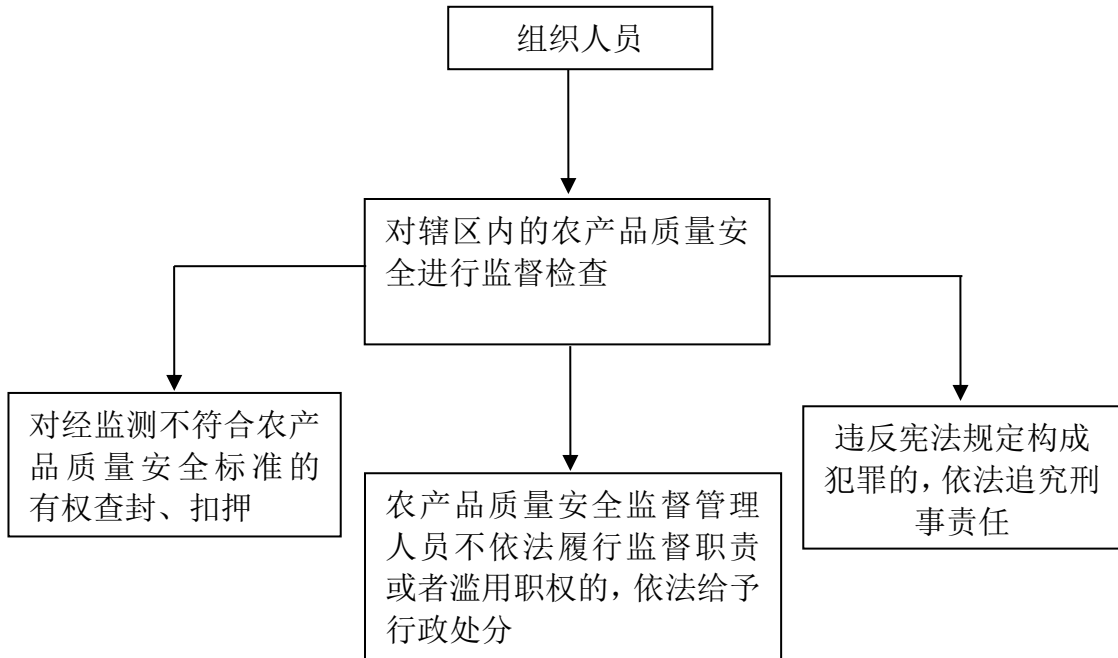 组织人员
对辖区内的农产品质量安
全进行监督检查
对经监测不符合农产
品质量安全标准的
有权查封、扣押
农产品质量安全监督管理
人员不依法履行监督职责
或者滥用职权的，依法给予
行政处分
违反宪法规定构成
犯罪的，依法追究刑
事责任